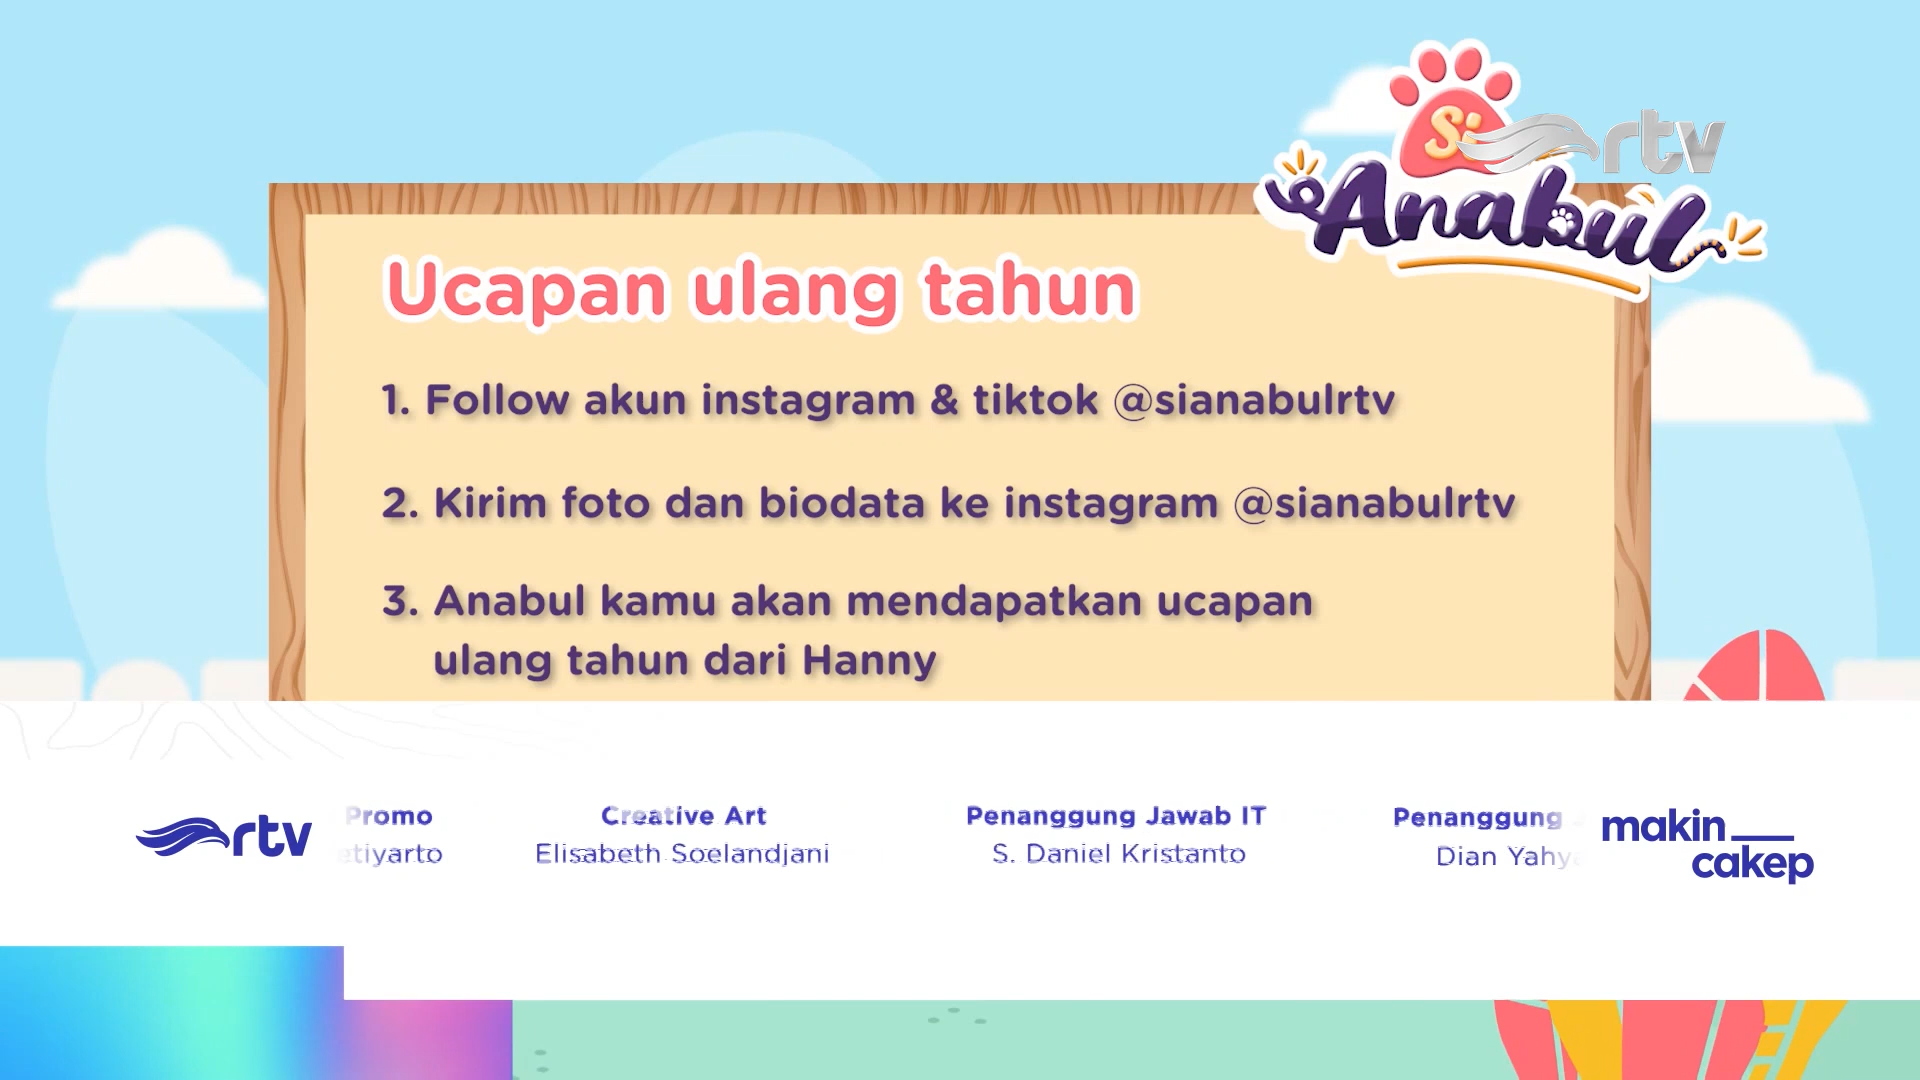 Si
rtv
Anabul
Ucapan ulang tahun
1. Follow akun instagram & tiktok @sianabulrtv
2. Kirim foto dan biodata ke instagram @sianabulrtv
3. Anabul kamu akan mendapatkan ucapan
ulang tahun dari Hanny
rtv
Promo
Creative Art
Elisabeth Soelandjani
Penanggung Jawab IT
S. Daniel Kristanto
Penanggung
Dian
makin
cakep